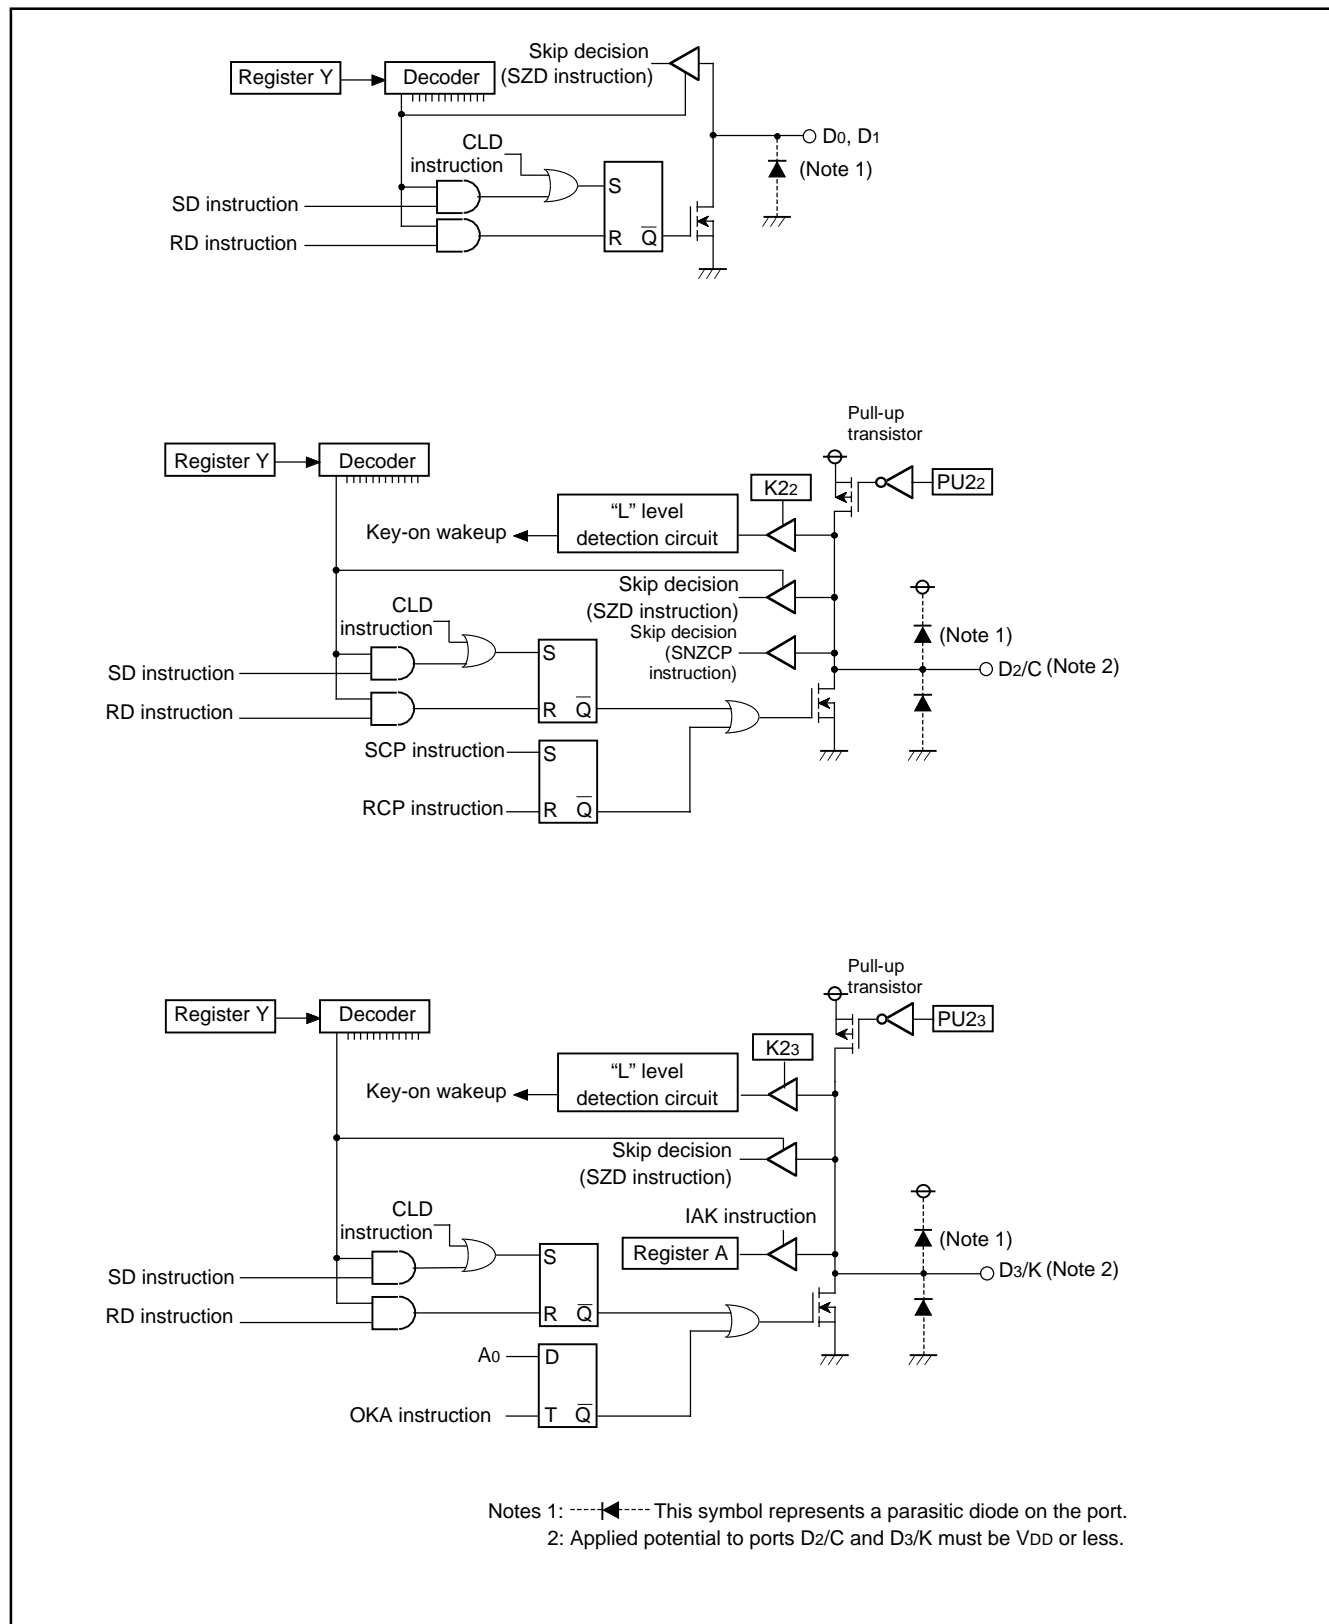 Skip decision
(SZD instruction)
Register Y
Decoder
D0, D1
(Note 1)
CLD
instruction
S
SD instruction
RD instruction
R
Q
Pull-up
transistor
Register Y
Decoder
K22
PU22
"L" level
detection circuit
Key-on wakeup
Skip decision
(SZD instruction)
CLD
instruction
Skip decision
(SNZCP
instruction)
(Note 1)
S
SD instruction
D2/C (Note 2)
RD instruction
R
Q
SCP instruction
S
RCP instruction
R
Q
Pull-up
transistor
Register Y
Decoder
PU23
K23
"L" level
detection circuit
Key-on wakeup
Skip decision
(SZD instruction)
CLD
instruction
IAK instruction
Register A
(Note 1)
S
SD instruction
D3/K (Note 2)
RD instruction
R
Q
A0
D
OKA instruction
T
Q
Notes 1: This symbol represents a parasitic diode on the port.
2: Applied potential to ports D2/C and D3/K must be VDD or less.